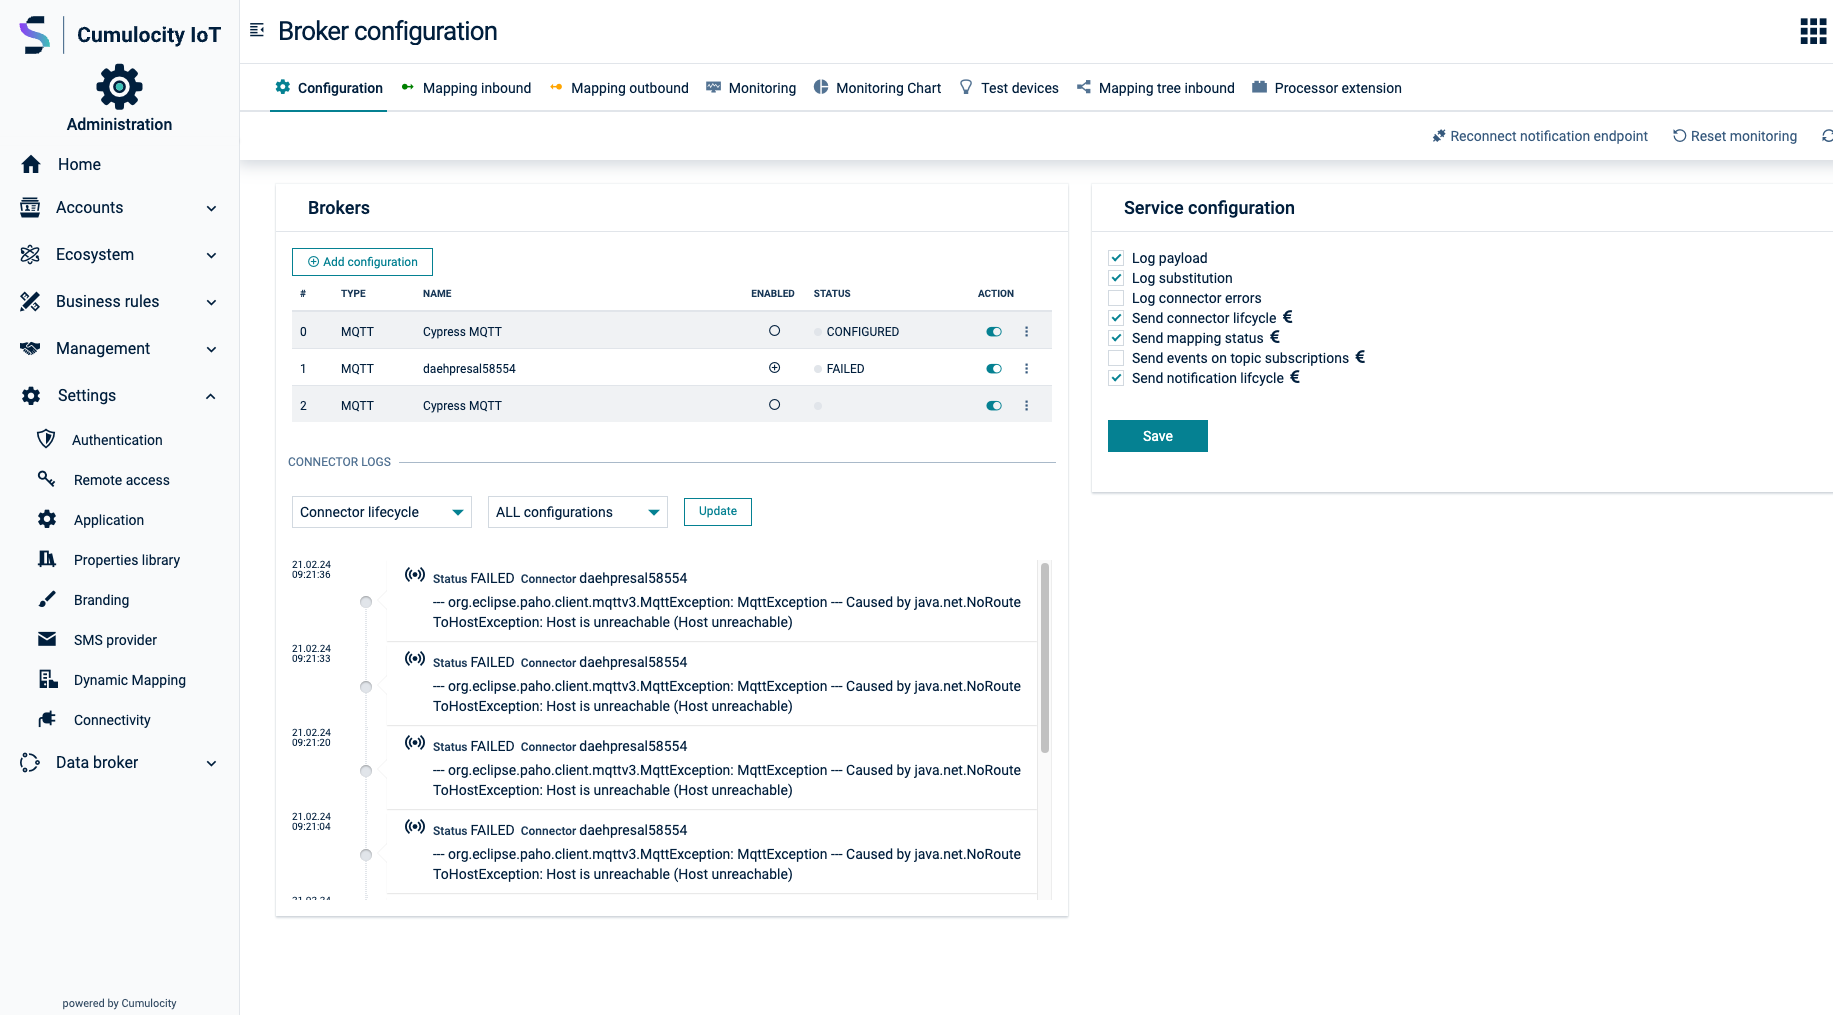 Cumulocity IoT
Administration
Home
Accounts
Ecosystem
Business rules
Management
Settings
Authentication
Remote access
Application
Properties library
Branding
SMS provider
Dynamic Mapping
Connectivity
Data broker
powered by Cumulocity
Broker configuration
Configuration Mapping inbound Mapping outbound Monitoring Monitoring Chart Test devices Mapping tree inbound Processor extension
Reconnect notification endpoint Reset monitoring
Brokers
Add configuration
# TYPE NAME ENABLED STATUS ACTION
0 MQTT Cypress MQTT CONFIGURED
1 MQTT daehpresal58554 FAILED
2 MQTT Cypress MQTT
CONNECTOR LOGS
Connector lifecycle ALL configurations Update
21.02.24
09:21:36
Status FAILED Connector daehpresal58554
--- org.eclipse.paho.client.mqttv3.MqttException: MqttException --- Caused by java.net.NoRoute
ToHostException: Host is unreachable (Host unreachable)
21.02.24
09:21:33
Status FAILED Connector daehpresal58554
--- org.eclipse.paho.client.mqttv3.MqttException: MqttException --- Caused by java.net.NoRoute
ToHostException: Host is unreachable (Host unreachable)
21.02.24
09:21:20
Status FAILED Connector daehpresal58554
--- org.eclipse.paho.client.mqttv3.MqttException: MqttException --- Caused by java.net.NoRoute
ToHostException: Host is unreachable (Host unreachable)
21.02.24
09:21:04
Status FAILED Connector daehpresal58554
--- org.eclipse.paho.client.mqttv3.MqttException: MqttException --- Caused by java.net.NoRoute
ToHostException: Host is unreachable (Host unreachable)
Service configuration
Log payload
Log substitution
Log connector errors
Send connector lifcycle €
Send mapping status €
Send events on topic subscriptions €
Send notification lifcycle €
Save